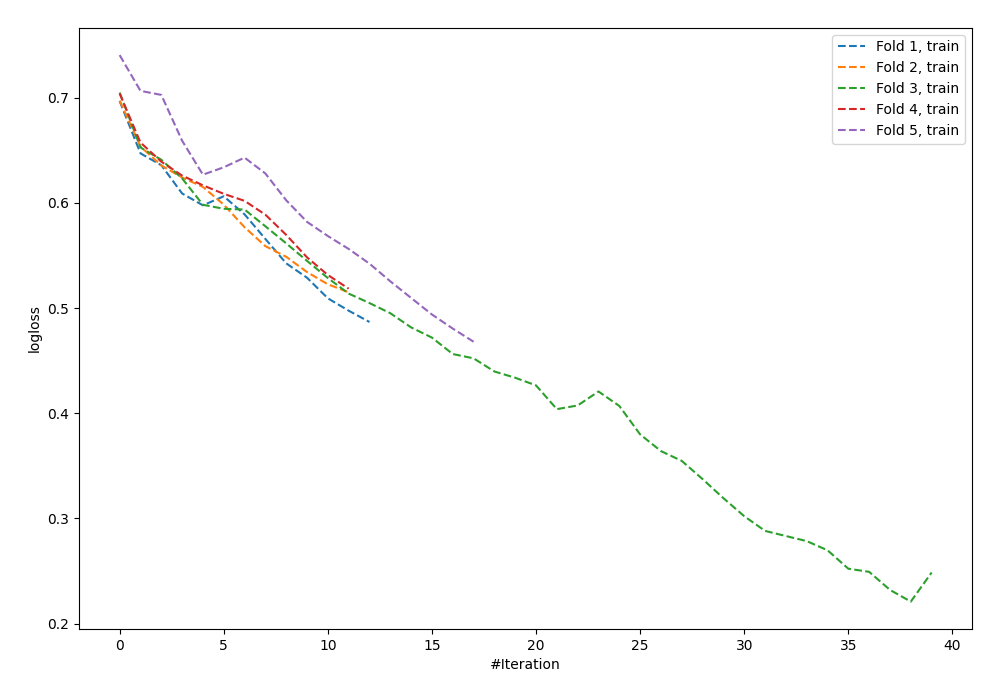 Fold 1, train
Fold 2, train
Fold 3, train
Fold 4, train
Fold 5, train
logloss
0.7
0.6
0.5
0.4
0.3
0.2
0 5 10 15 20 25 30 35 40
#Iteration